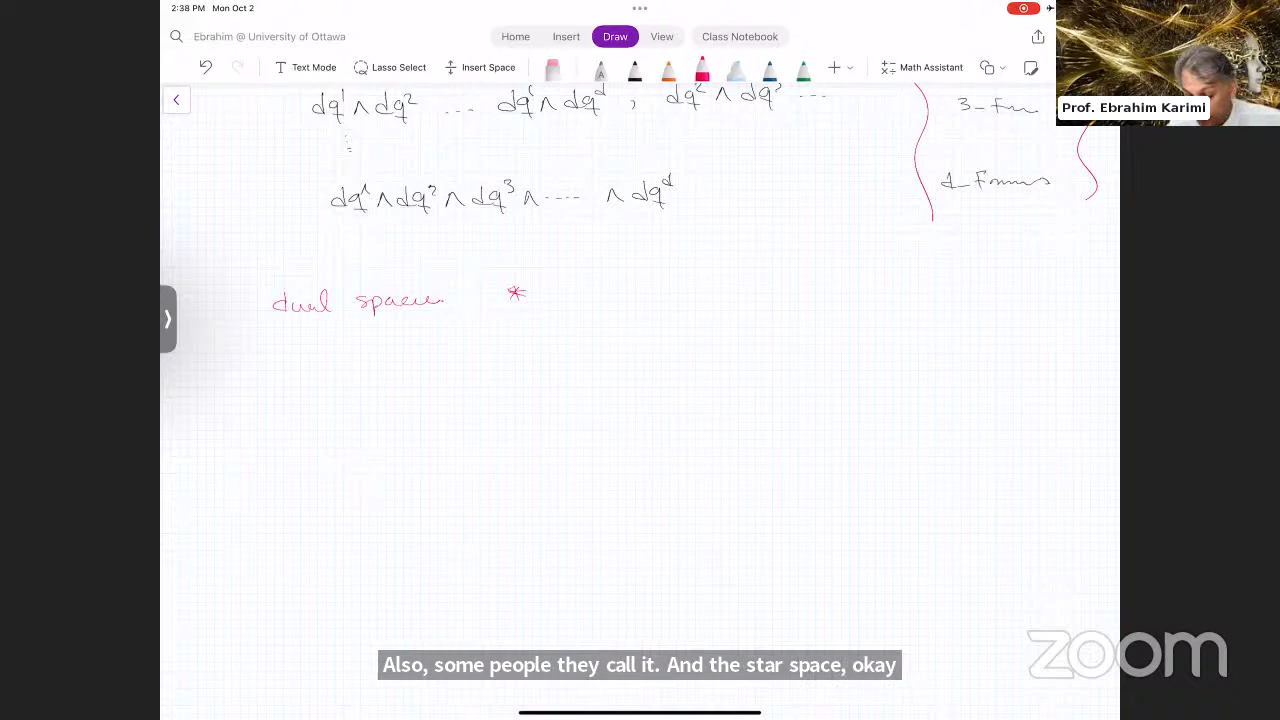 2:38 PM Mon Oct 2
Ebrahim @ University of Ottawa
Home Insert Draw View Class Notebook
Text Mode Lasso Select Insert Space Math Assistant
Prof. Ebrahim Karimi
dq¹ ∧ dq² .... dq¹ ∧ dq^d , dq² ∧ dq³ ...
3-Fm
d-Forms
dq¹ ∧ dq² ∧ dq³ ∧ .... ∧ dq^d
dual space *
Also, some people they call it. And the star space, okay
zoom